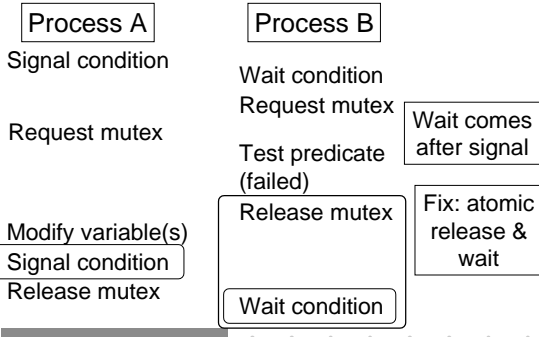 Process A
Process B
Signal condition
Wait condition
Request mutex
Request mutex
Wait comes
after signal
Test predicate
(failed)
Release mutex
Fix: atomic
release &
wait
Modify variable(s)
Signal condition
Release mutex
Wait condition